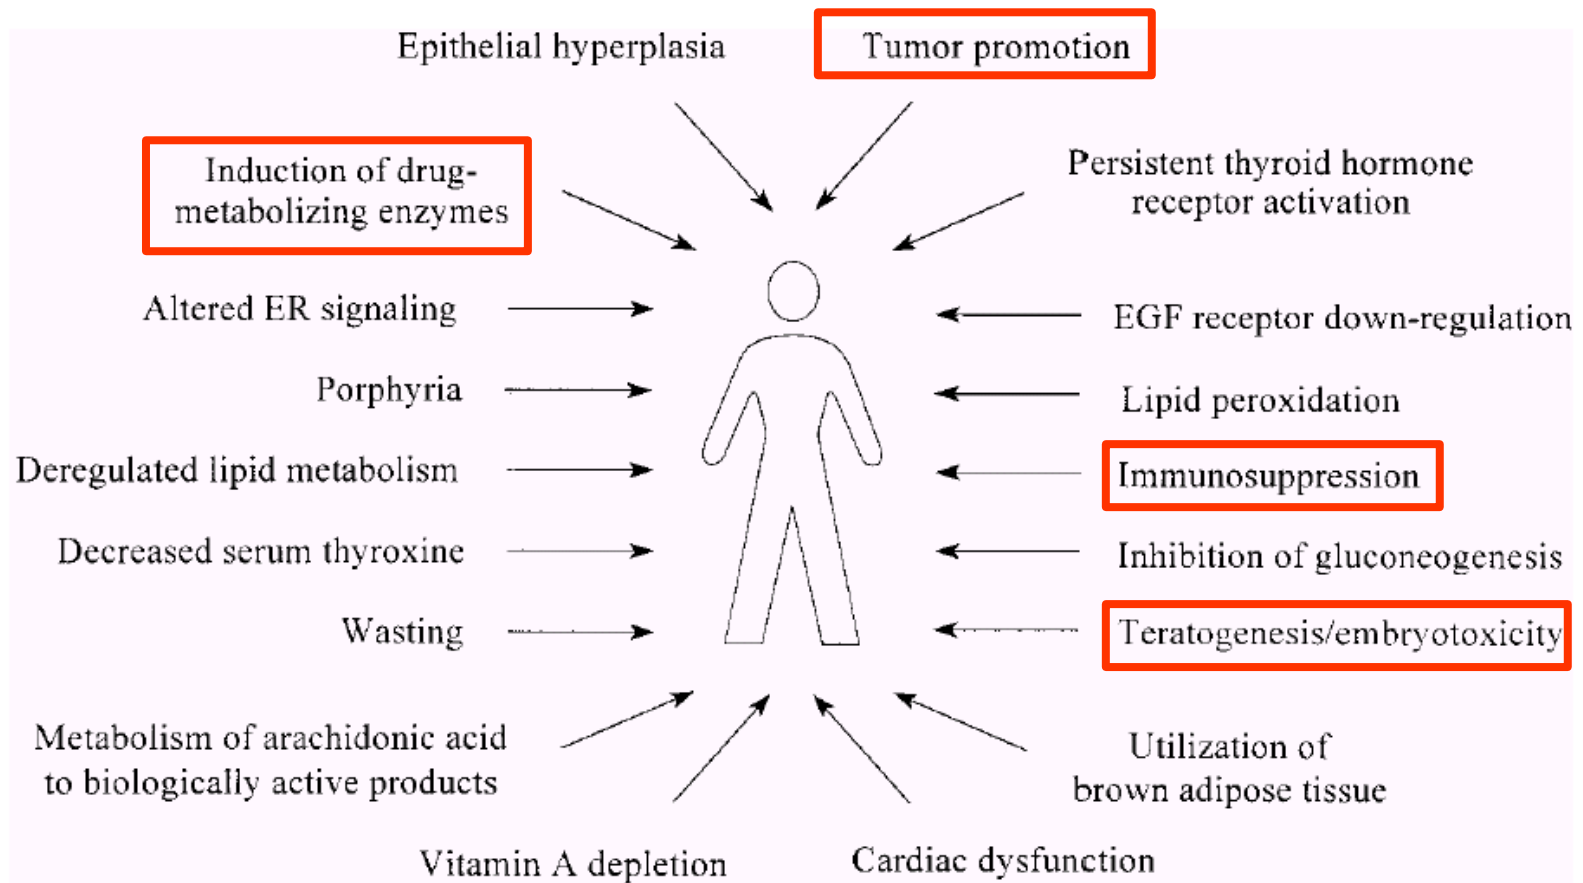 Epithelial hyperplasia
Tumor promotion
Induction of drug-
metabolizing enzymes
Persistent thyroid hormone
receptor activation
Altered ER signaling
EGF receptor down-regulation
Porphyria
Lipid peroxidation
Deregulated lipid metabolism
Immunosuppression
Decreased serum thyroxine
Inhibition of gluconeogenesis
Wasting
Teratogenesis/embryotoxicity
Metabolism of arachidonic acid
to biologically active products
Utilization of
brown adipose tissue
Vitamin A depletion
Cardiac dysfunction